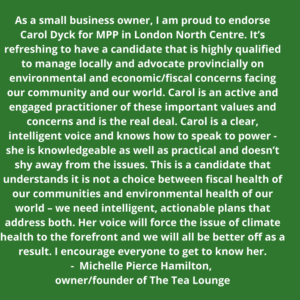 As a small business owner, I am proud to endorse
Carol Dyck for MPP in London North Centre. It's
refreshing to have a candidate that is highly qualified
to manage locally and advocate provincially on
environmental and economic/fiscal concerns facing
our community and our world. Carol is an active and
engaged practitioner of these important values and
concerns and is the real deal. Carol is a clear,
intelligent voice and knows how to speak to power -
she is knowledgeable as well as practical and doesn't
shy away from the issues. This is a candidate that
understands it is not a choice between fiscal health of
our communities and environmental health of our
world – we need intelligent, actionable plans that
address both. Her voice will force the issue of climate
health to the forefront and we will all be better off as a
result. I encourage everyone to get to know her.
- Michelle Pierce Hamilton,
owner/founder of The Tea Lounge